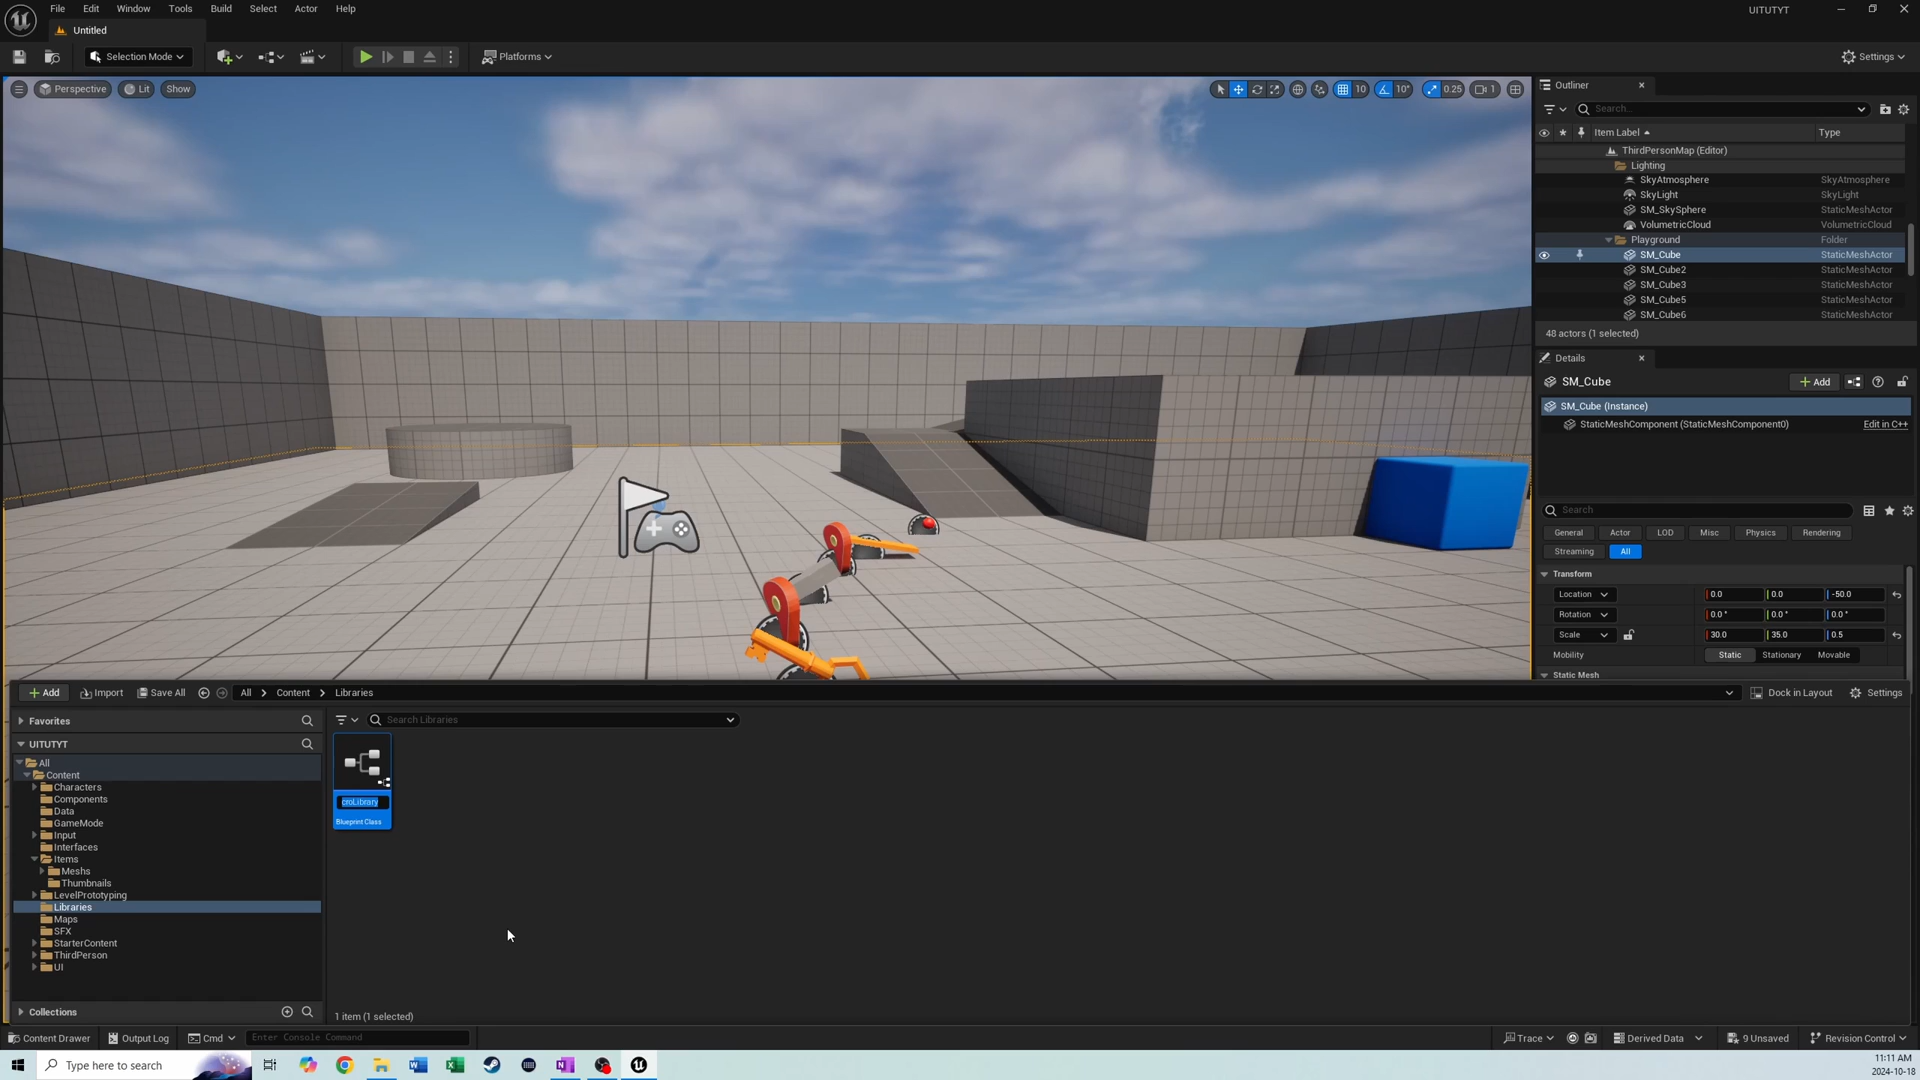 File Edit Window Tools Build Select Actor Help UITUTYT
Untitled
Selection Mode Platforms Settings
Perspective Lit Show 10 10° 0.25 1
Outliner
Search...
Item Label Type
ThirdPersonMap (Editor)
Lighting
SkyAtmosphere SkyAtmosphere
SkyLight SkyLight
SM_SkySphere StaticMeshActor
VolumetricCloud VolumetricCloud
Playground Folder
SM_Cube StaticMeshActor
SM_Cube2 StaticMeshActor
SM_Cube3 StaticMeshActor
SM_Cube5 StaticMeshActor
SM_Cube6 StaticMeshActor
48 actors (1 selected)
Details
SM_Cube Add
SM_Cube (Instance)
StaticMeshComponent (StaticMeshComponent0) Edit in C++
Search
General Actor LOD Misc Physics Rendering
Streaming All
Transform
Location 0.0 0.0 -50.0
Rotation 0.0° 0.0° 0.0°
Scale 30.0 35.0 0.5
Mobility Static Stationary Movable
Static Mesh
Add Import Save All All Content Libraries Dock in Layout Settings
Favorites
UITUTYT
All
Content
Characters
Components
Data
GameMode
Input
Interfaces
Items
Meshs
Thumbnails
LevelPrototyping
Libraries
Maps
SFX
StarterContent
ThirdPerson
UI
Collections
Search Libraries
croLibrary
Blueprint Class
1 item (1 selected)
Content Drawer Output Log Cmd Enter Console Command Trace Derived Data 9 Unsaved Revision Control
Type here to search
11:11 AM
2024-10-18